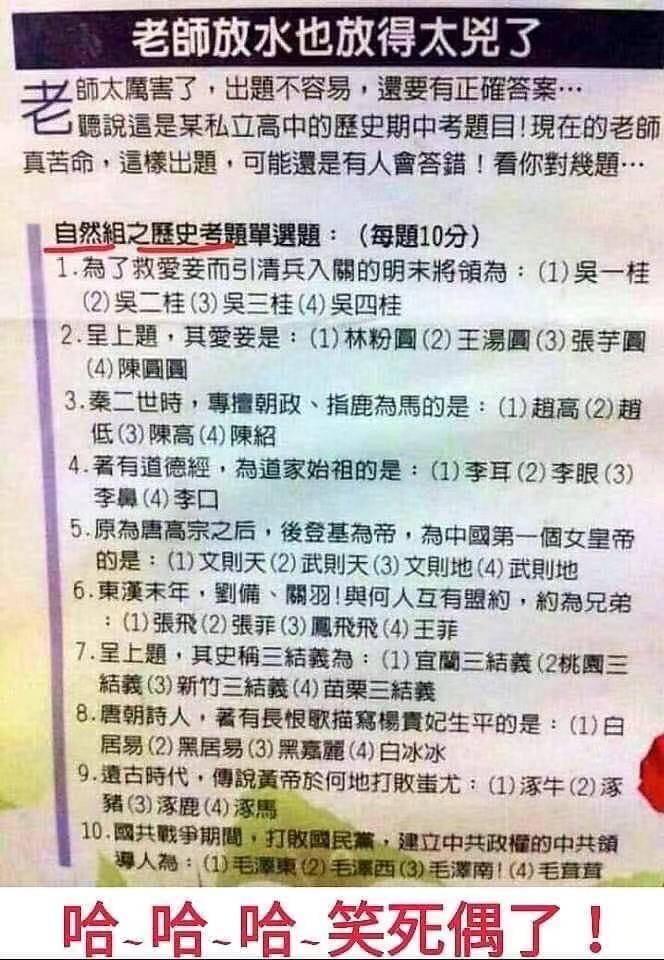 老師放水也放得太兇了
老師太厲害了，出題不容易，還要有正確答案…
聽說這是某私立高中的歷史期中考題目!現在的老師
真苦命，這樣出題，可能還是有人會答錯！看你對幾題…
自然組之歷史考題單選題：（每題10分）
1.為了救愛妾而引清兵入關的明末將領為：(1)吳一桂
(2)吳二桂(3)吳三桂(4)吳四桂
2.呈上題，其愛妾是：(1)林粉圓(2)王湯圓(3)張芋圓
(4)陳圓圓
3.秦二世時，專擅朝政、指鹿為馬的是：(1)趙高(2)趙
低(3)陳高(4)陳紹
4.著有道德經，為道家始祖的是：(1)李耳(2)李眼(3)
李鼻(4)李口
5.原為唐高宗之后，後登基為帝，為中國第一個女皇帝
的是：(1)文則天(2)武則天(3)文則地(4)武則地
6.東漢末年，劉備、關羽!與何人互有盟約，約為兄弟
：(1)張飛(2)張菲(3)鳳飛飛(4)王菲
7.呈上題，其史稱三結義為：(1)宜蘭三結義(2桃園三
結義(3)新竹三結義(4)苗栗三結義
8.唐朝詩人，著有長恨歌描寫楊貴妃生平的是：(1)白
居易(2)黑居易(3)黑嘉麗(4)白冰冰
9.遠古時代，傳說黃帝於何地打敗蚩尤：(1)涿牛(2)涿
豬(3)涿鹿(4)涿馬
10.國共戰爭期間，打敗國民黨，建立中共政權的中共領
導人為：(1)毛澤東(2)毛澤西(3)毛澤南!(4)毛茸茸
哈~哈~哈~笑死偶了！